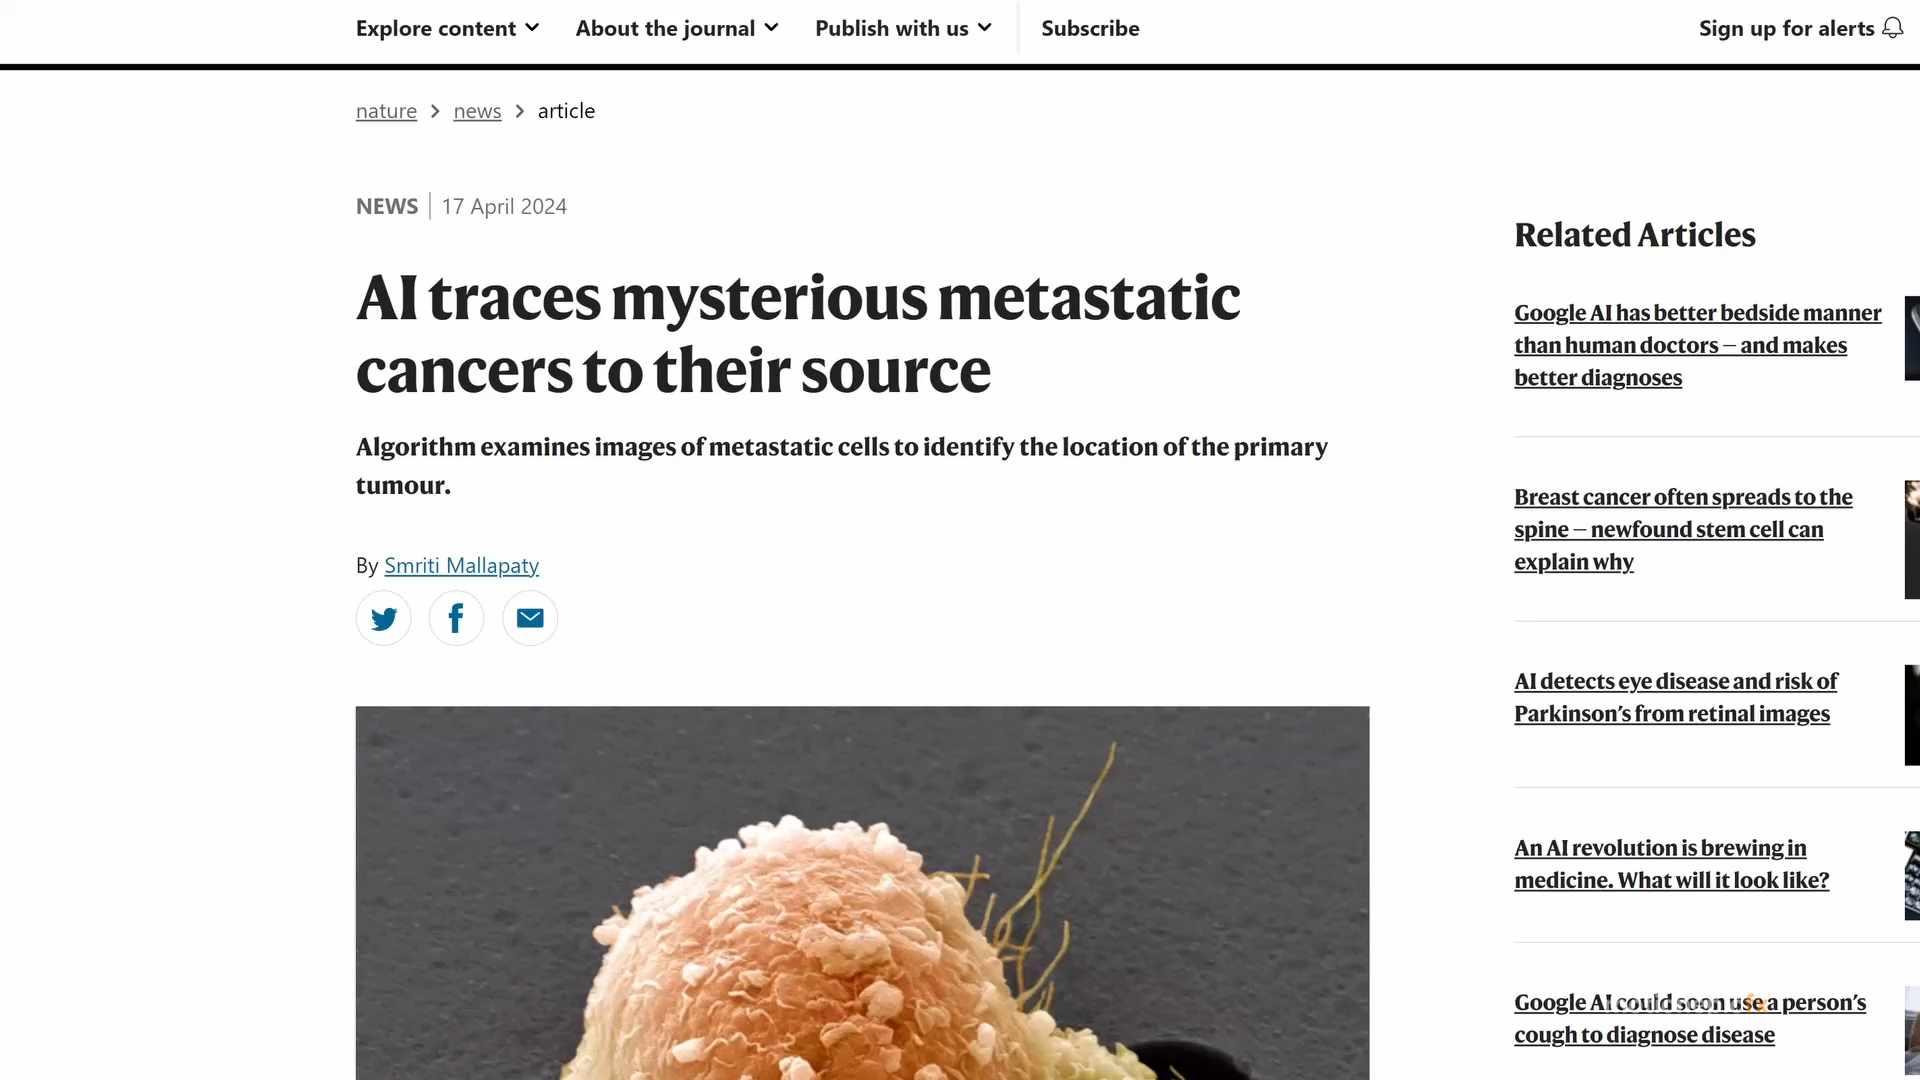 Explore content
About the journal
Publish with us
Subscribe
Sign up for alerts
nature > news > article
NEWS | 17 April 2024
AI traces mysterious metastatic
cancers to their source
Algorithm examines images of metastatic cells to identify the location of the primary
tumour.
By Smriti Mallapaty
Related Articles
Google AI has better bedside manner
than human doctors — and makes
better diagnoses
Breast cancer often spreads to the
spine — newfound stem cell can
explain why
AI detects eye disease and risk of
Parkinson’s from retinal images
An AI revolution is brewing in
medicine. What will it look like?
Google AI could soon use a person’s
cough to diagnose disease